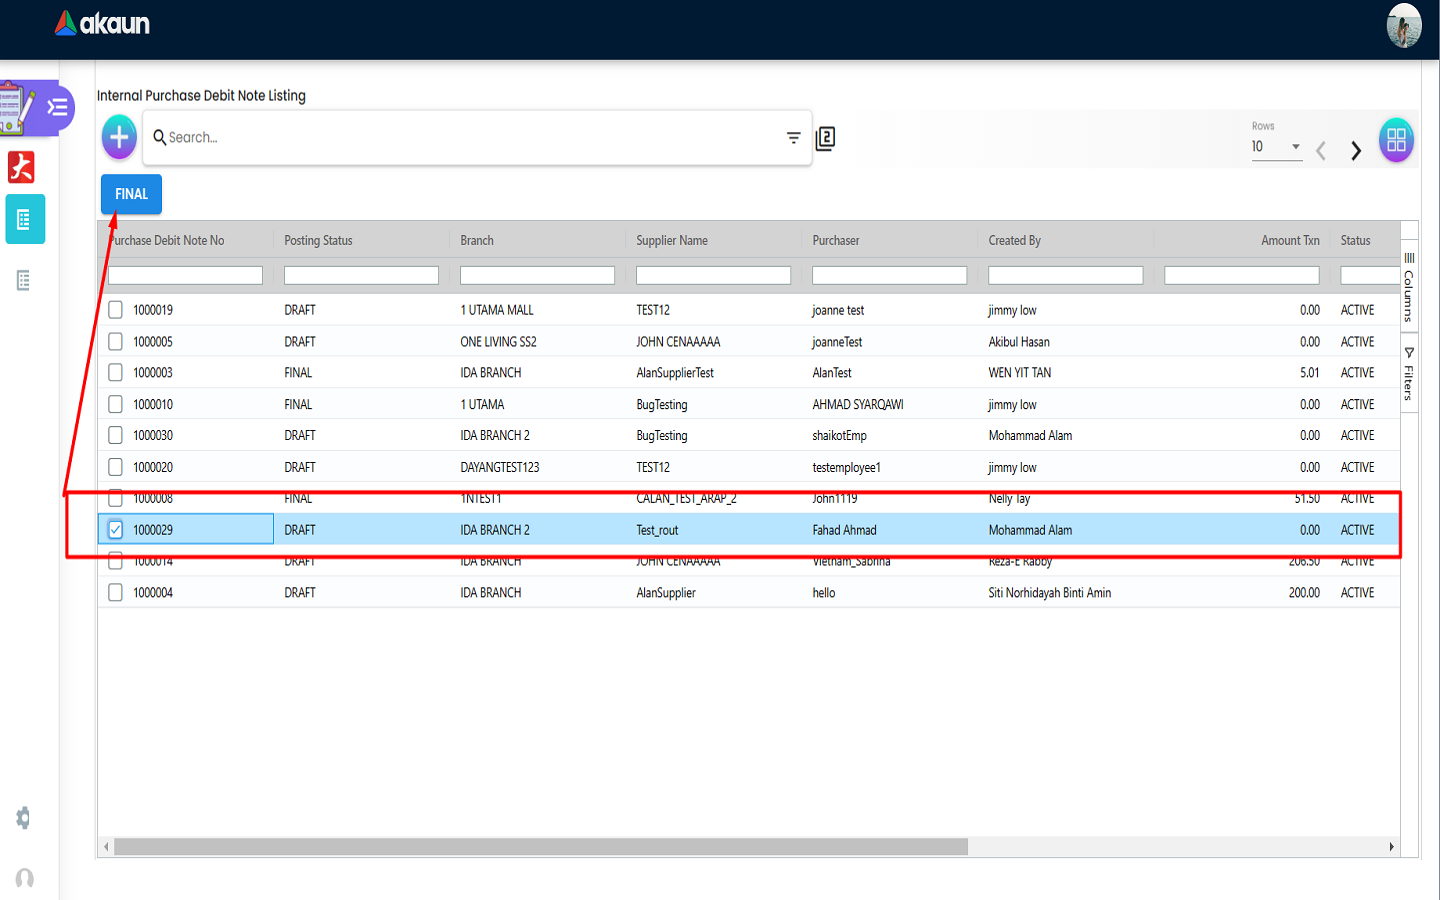 akaun
Internal Purchase Debit Note Listing
Search...
2
Rows
10
FINAL
Purchase Debit Note No Posting Status Branch Supplier Name Purchaser Created By Amount Txn Status
1000019 DRAFT 1 UTAMA MALL TEST12 joanne test jimmy low 0.00 ACTIVE
1000005 DRAFT ONE LIVING SS2 JOHN CENAAAAA joanneTest Akibul Hasan 0.00 ACTIVE
1000003 FINAL IDA BRANCH AlanSupplierTest AlanTest WEN YIT TAN 5.01 ACTIVE
1000010 FINAL 1 UTAMA BugTesting AHMAD SYARQAWI jimmy low 0.00 ACTIVE
1000030 DRAFT IDA BRANCH 2 BugTesting shaikotEmp Mohammad Alam 0.00 ACTIVE
1000020 DRAFT DAYANGTEST123 TEST12 testemployee1 jimmy low 0.00 ACTIVE
1000008 FINAL 1NTEST1 CALAN_TEST_ARAP_2 John1119 Nelly Tay 51.50 ACTIVE
1000029 DRAFT IDA BRANCH 2 Test_rout Fahad Ahmad Mohammad Alam 0.00 ACTIVE
1000014 DRAFT IDA BRANCH JOHN CENAAAAA Vietnam_Sabrina Reza-E Rabby 206.50 ACTIVE
1000004 DRAFT IDA BRANCH AlanSupplier hello Siti Norhidayah Binti Amin 200.00 ACTIVE
Columns
Filters